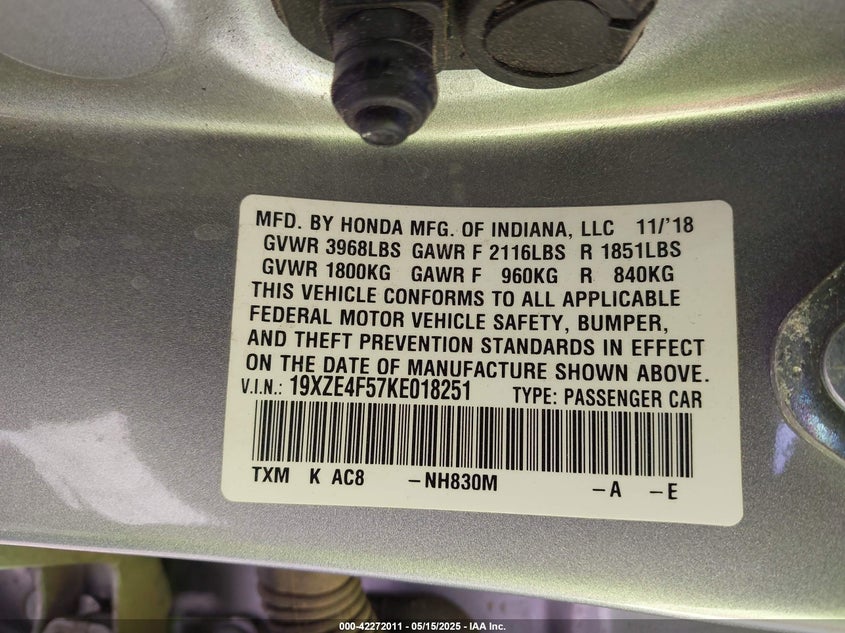 MFD. BY HONDA MFG. OF INDIANA, LLC 11/'18
GVWR 3968LBS GAWR F 2116LBS R 1851LBS
GVWR 1800KG GAWR F 960KG R 840KG
THIS VEHICLE CONFORMS TO ALL APPLICABLE
FEDERAL MOTOR VEHICLE SAFETY, BUMPER,
AND THEFT PREVENTION STANDARDS IN EFFECT
ON THE DATE OF MANUFACTURE SHOWN ABOVE.
V.I.N.: 19XZE4F57KE018251 TYPE: PASSENGER CAR
TXM K AC8 -NH830M -A -E
000-42272011 - 05/15/2025 - IAA Inc.